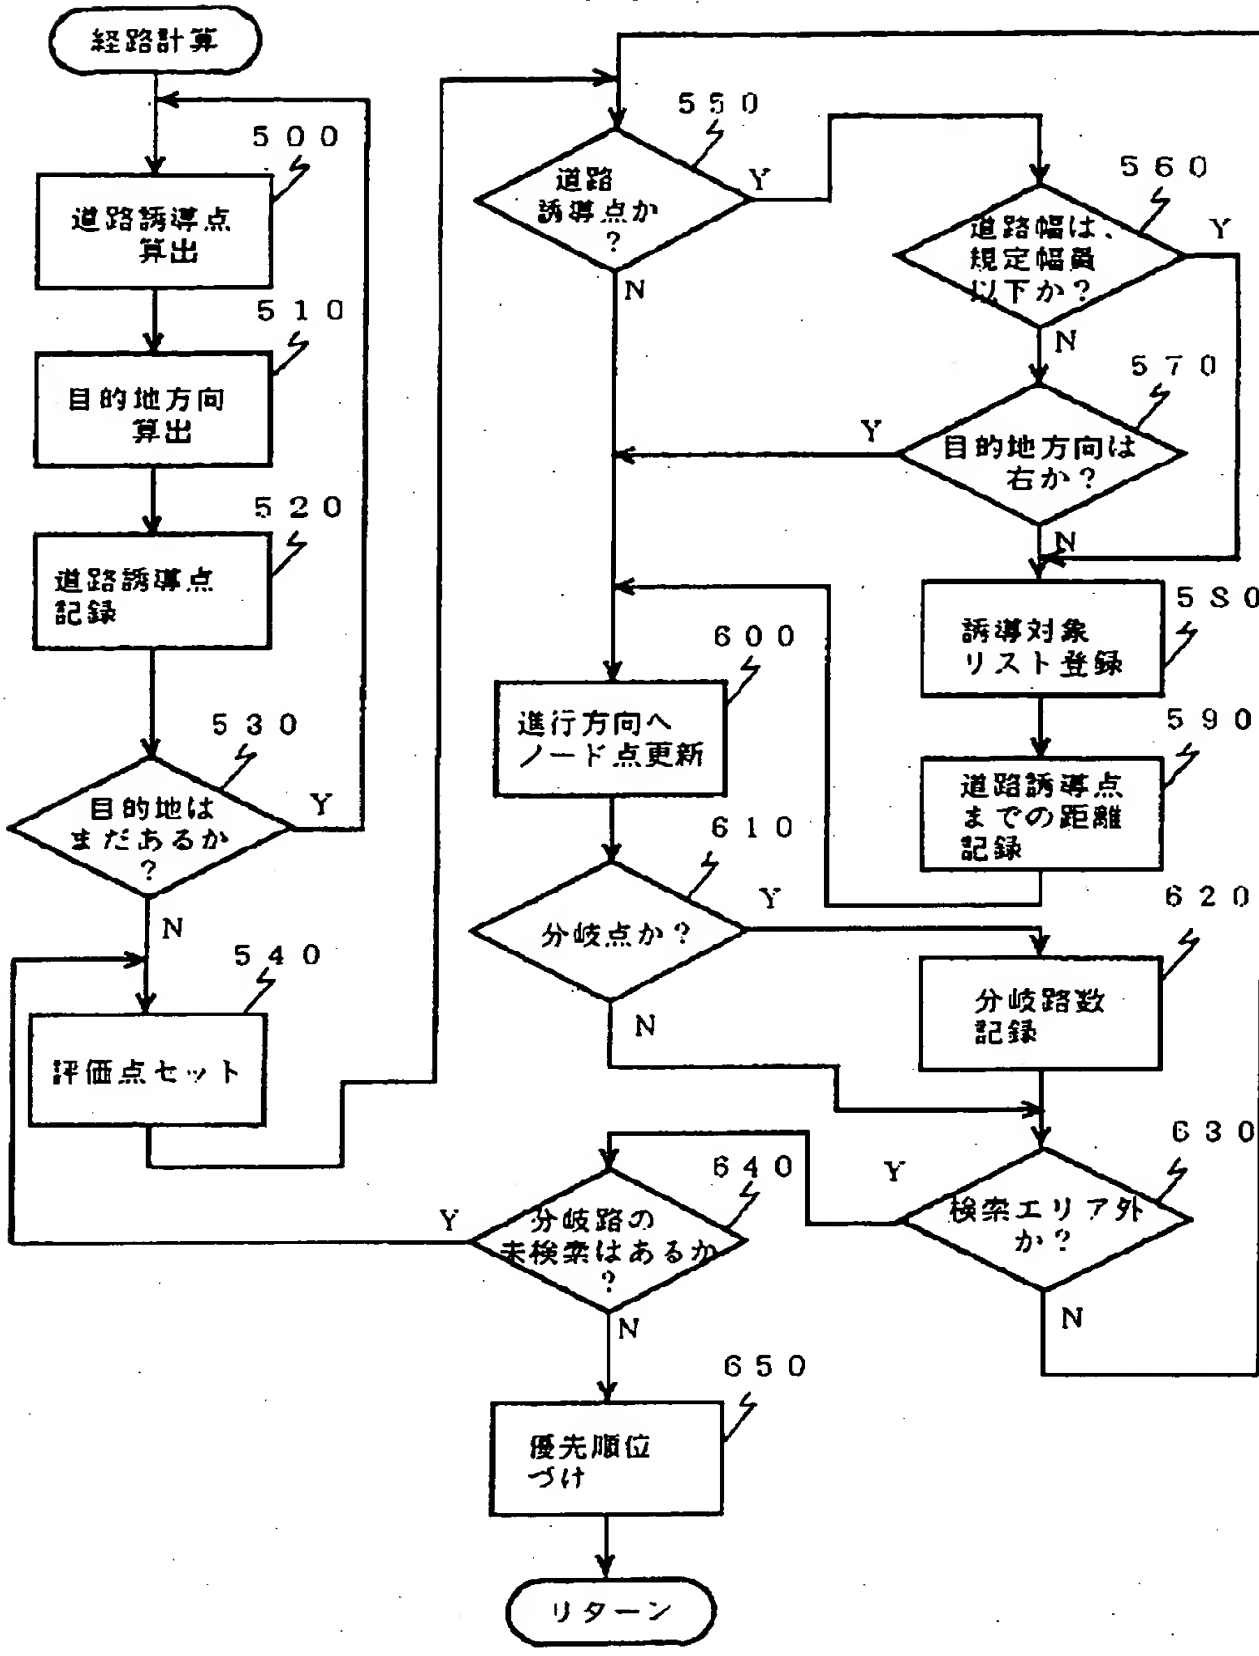 経路計算
500
道路誘導点
算出
510
目的地方向
算出
520
道路誘導点
記録
530
目的地は
まだあるか
?
Y
N
540
評価点セット
550
道路
誘導点か
?
Y
N
560
道路幅は、
規定幅員
以下か?
Y
N
570
目的地方向は
右か?
Y
N
580
誘導対象
リスト登録
590
道路誘導点
までの距離
記録
600
進行方向へ
ノード点更新
610
分岐点か?
Y
N
620
分岐路数
記録
630
検索エリア外
か?
Y
N
640
分岐路の
未検索はあるか
?
Y
N
650
優先順位
づけ
リターン